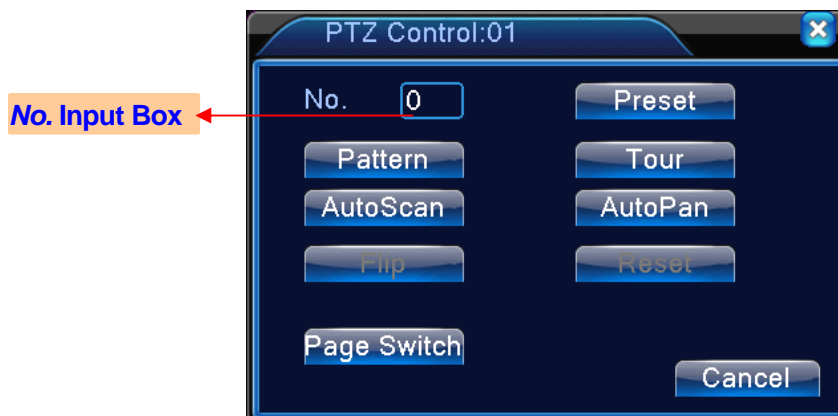 PTZ Control:01
No. 0 Preset
No. Input Box
Pattern Tour
AutoScan AutoPan
Flip Reset
Page Switch
Cancel